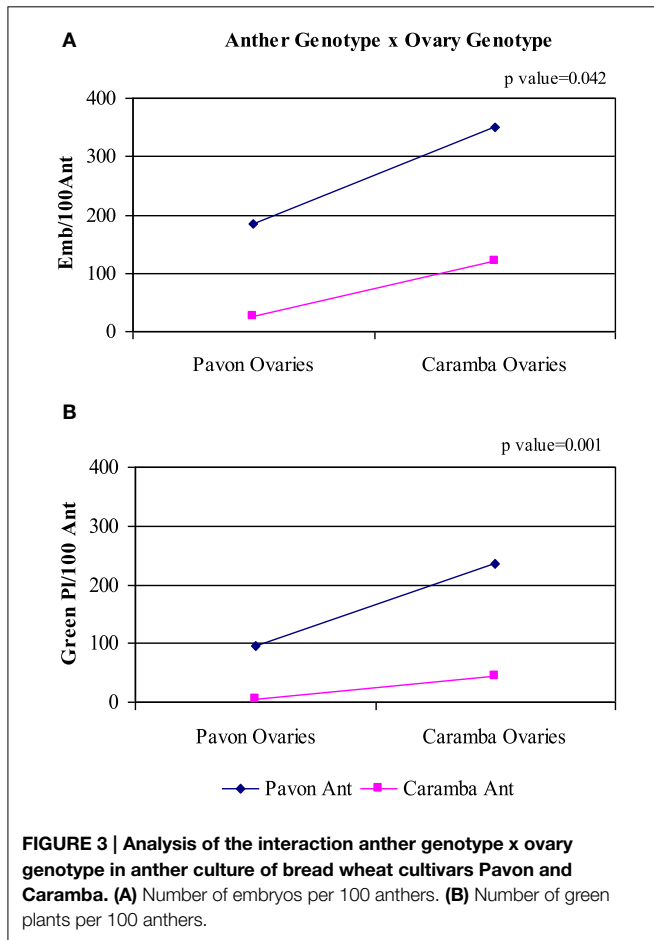 A
Anther Genotype x Ovary Genotype
p value=0.042
400
300
200
100
0
Emb/100Ant
Pavon Ovaries
Caramba Ovaries
B
p value=0.001
400
300
200
100
0
Green Pl/100 Ant
Pavon Ovaries
Caramba Ovaries
Pavon Ant
Caramba Ant
FIGURE 3 | Analysis of the interaction anther genotype x ovary
genotype in anther culture of bread wheat cultivars Pavon and
Caramba. (A) Number of embryos per 100 anthers. (B) Number of green
plants per 100 anthers.